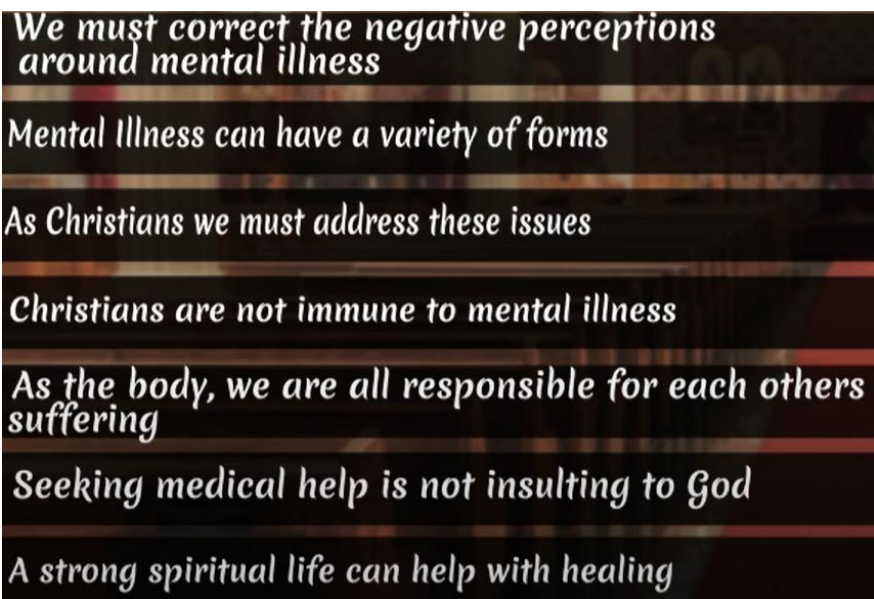 We must correct the negative perceptions
around mental illness
Mental Illness can have a variety of forms
As Christians we must address these issues
Christians are not immune to mental illness
As the body, we are all responsible for each others
suffering
Seeking medical help is not insulting to God
A strong spiritual life can help with healing